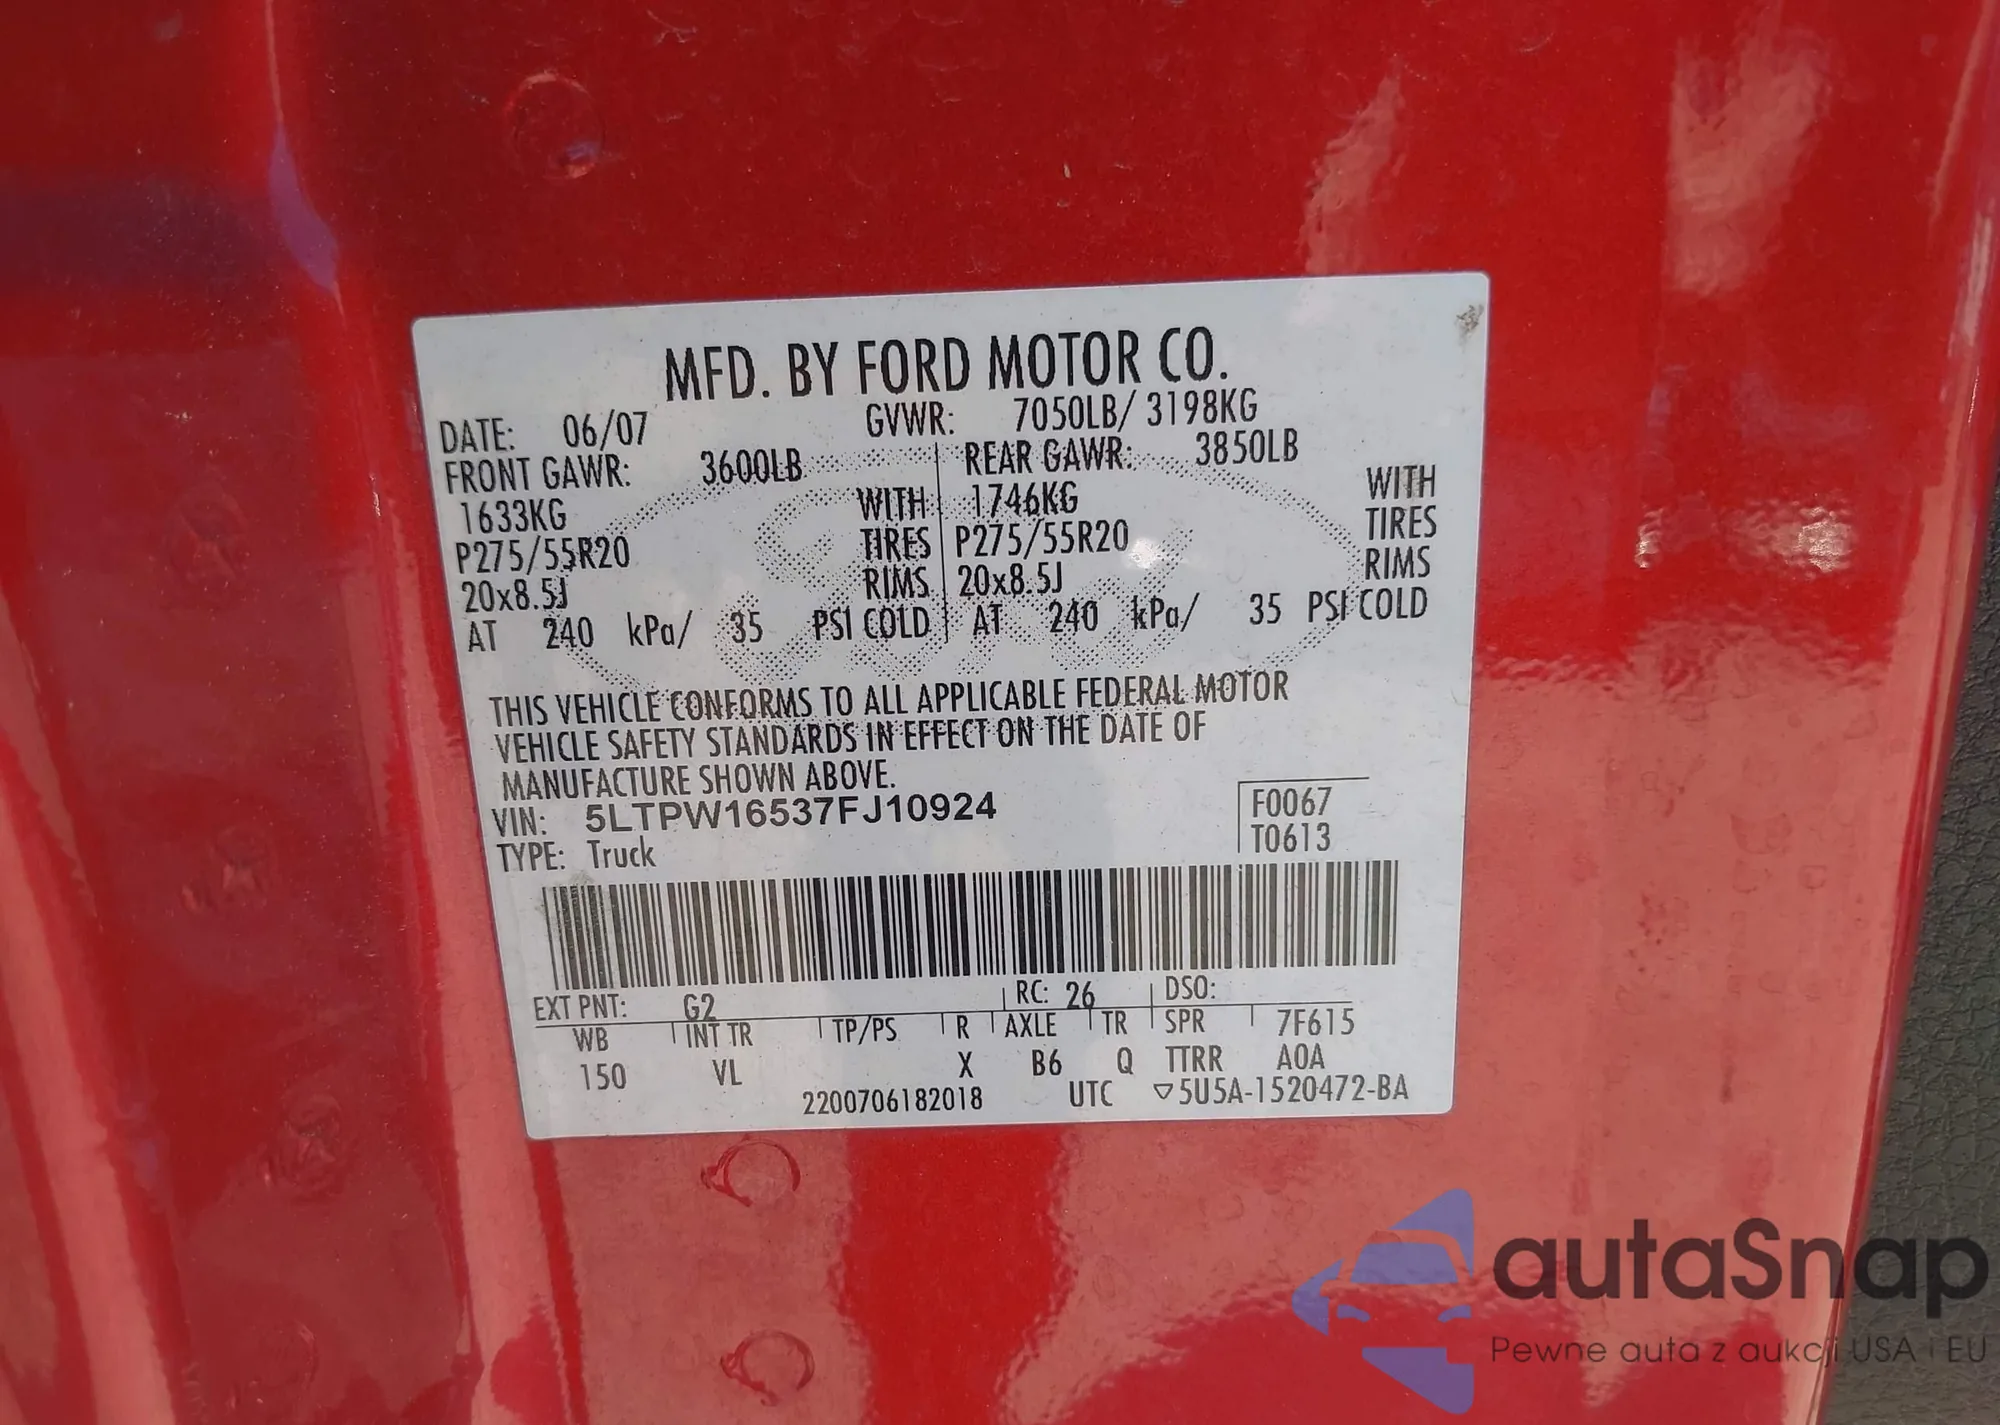 MFD. BY FORD MOTOR CO.
DATE: 06/07 GVWR: 7050LB/ 3198KG
FRONT GAWR: 3600LB REAR GAWR: 3850LB
1633KG WITH 1746KG WITH
P275/55R20 TIRES P275/55R20 TIRES
20x8.5J RIMS 20x8.5J RIMS
AT 240 kPa/ 35 PSI COLD AT 240 kPa/ 35 PSI COLD
THIS VEHICLE CONFORMS TO ALL APPLICABLE FEDERAL MOTOR
VEHICLE SAFETY STANDARDS IN EFFECT ON THE DATE OF
MANUFACTURE SHOWN ABOVE.
VIN: 5LTPW16537FJ10924 F0067
TYPE: Truck T0613
EXT PNT: G2 RC: 26 DSO:
WB INT TR TP/PS R AXLE TR SPR 7F615
150 VL X B6 Q TTRR A0A
2200706182018 UTC ▽5U5A-1520472-BA
autaSnap
Pewne auta z aukcji USA i EU